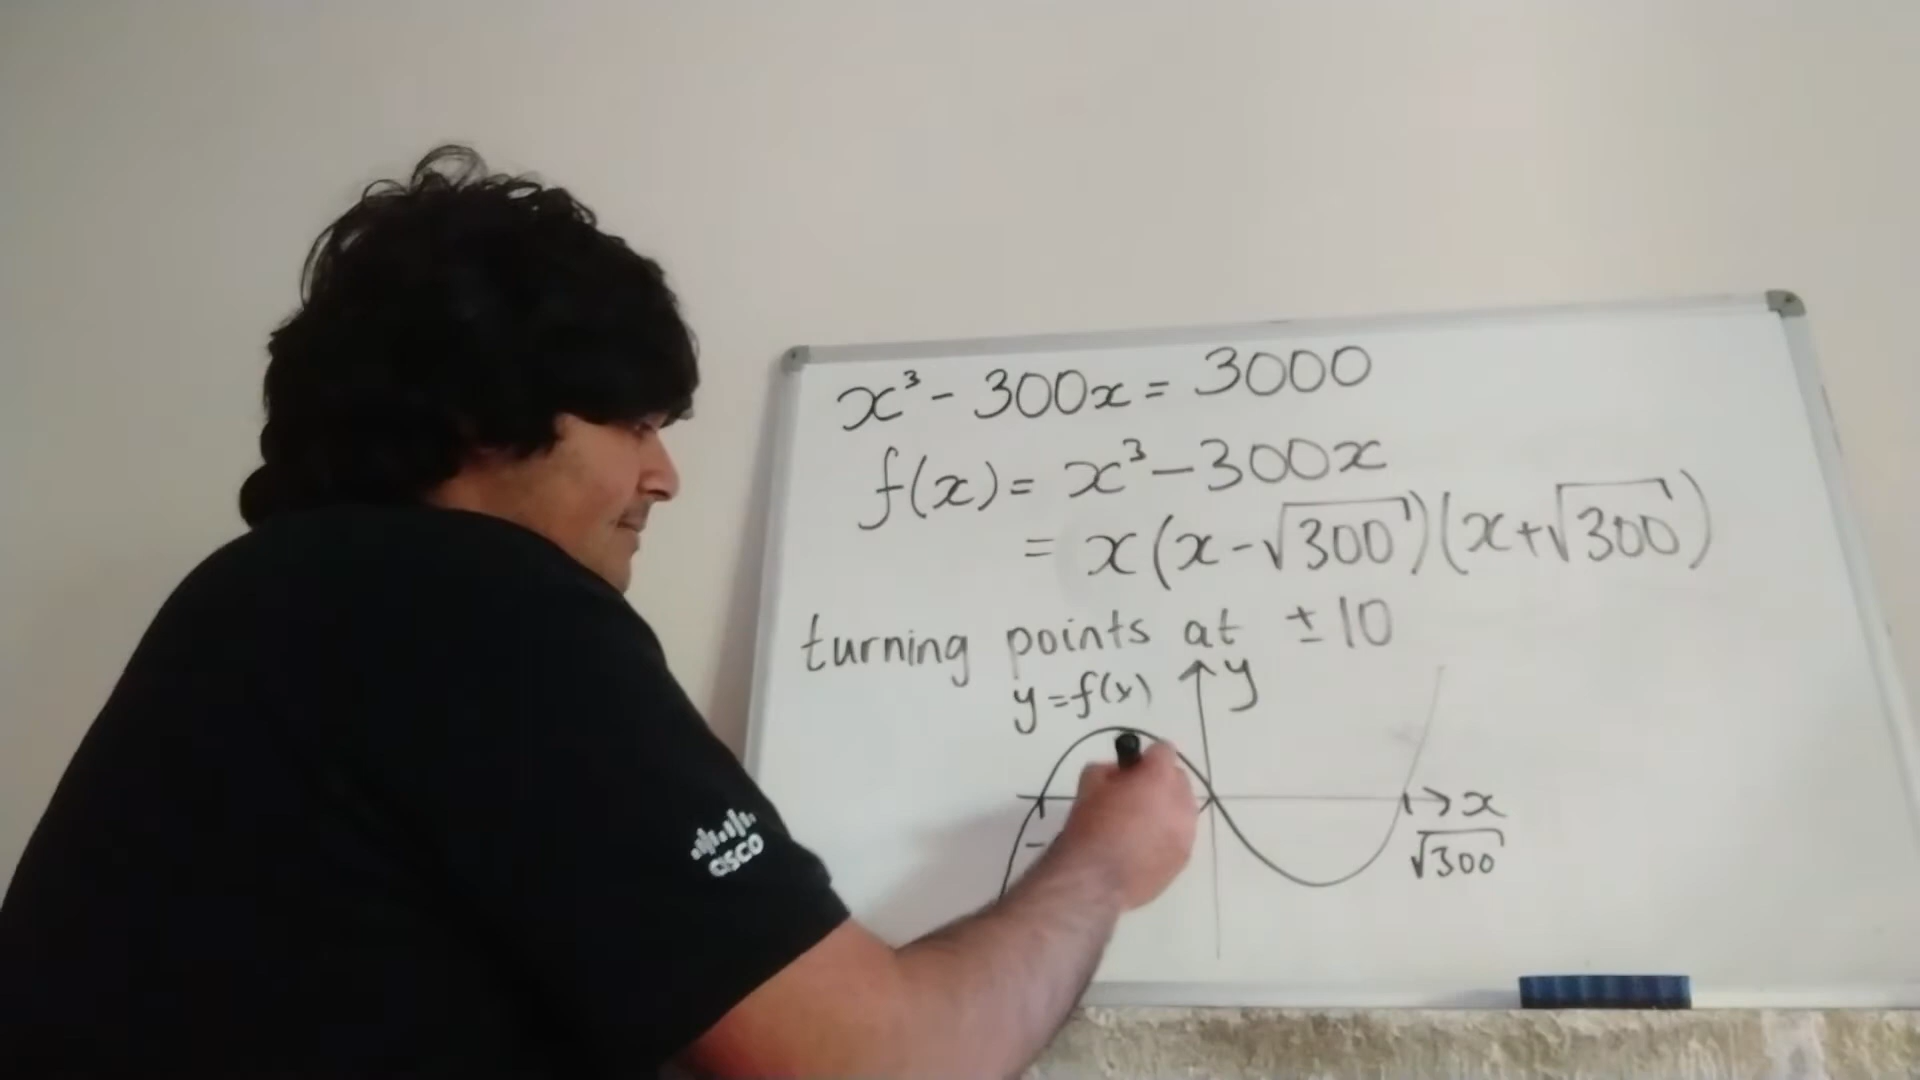 x³ - 300x = 3000
f(x) = x³ - 300x
= x(x - √300)(x + √300)
turning points at ± 10
y = f(x)
y
x
-
√300
CISCO